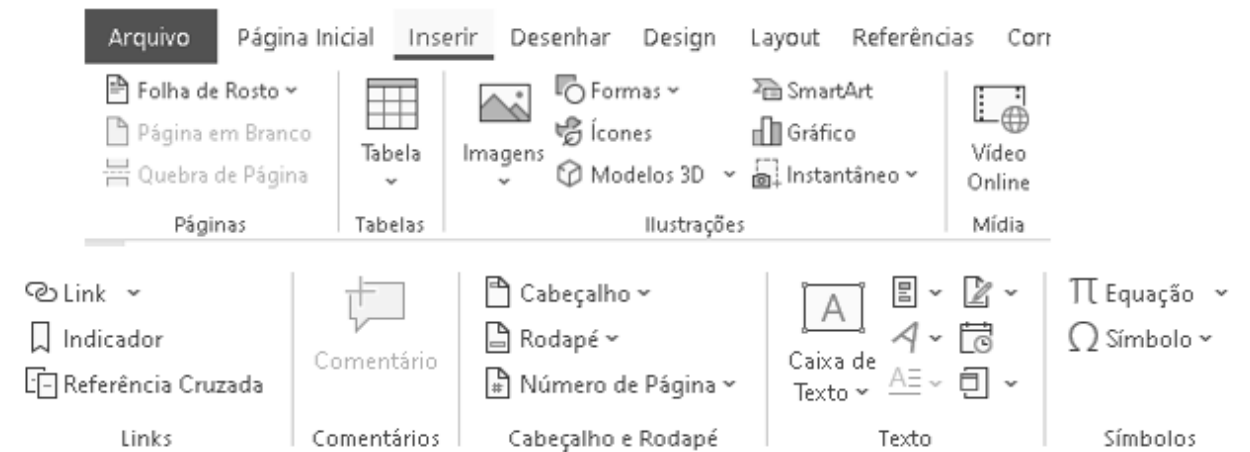 Arquivo Página Inicial Inserir Desenhar Design Layout Referências Corr
Folha de Rosto
Página em Branco
Quebra de Página
Páginas
Tabela
Tabelas
Imagens
Formas
Ícones
Modelos 3D
SmartArt
Gráfico
Instantâneo
Ilustrações
Vídeo
Online
Mídia
Link
Indicador
Referência Cruzada
Links
Comentário
Comentários
Cabeçalho
Rodapé
# Número de Página
Cabeçalho e Rodapé
A
Caixa de
Texto
A
A
Texto
π Equação
Ω Símbolo
Símbolos